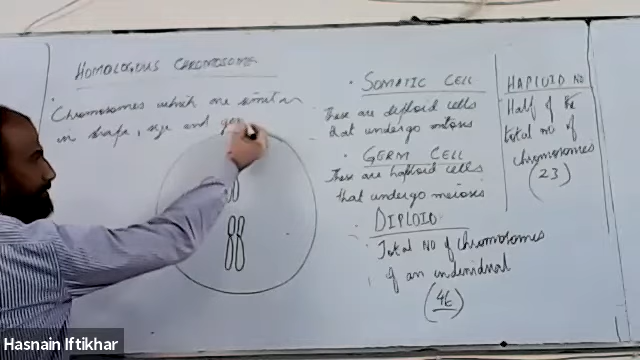 HOMOLOGOUS CHROMOSOME
Chromosomes which are similar
in shape, size and ge
SOMATIC CELL
These are diploid cells
that undergo mitosis
GERM CELL
These are haploid cells
that undergo meiosis
DIPLOID
Total NO of chromosomes
of an individual
(46)
HAPLOID NO
Half of the
total no of
chromosomes
(23)
Hasnain Iftikhar